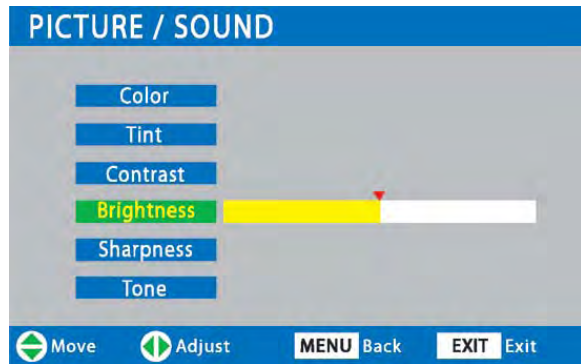 PICTURE / SOUND
Color
Tint
Contrast
Brightness
Sharpness
Tone
Move Adjust MENU Back EXIT Exit